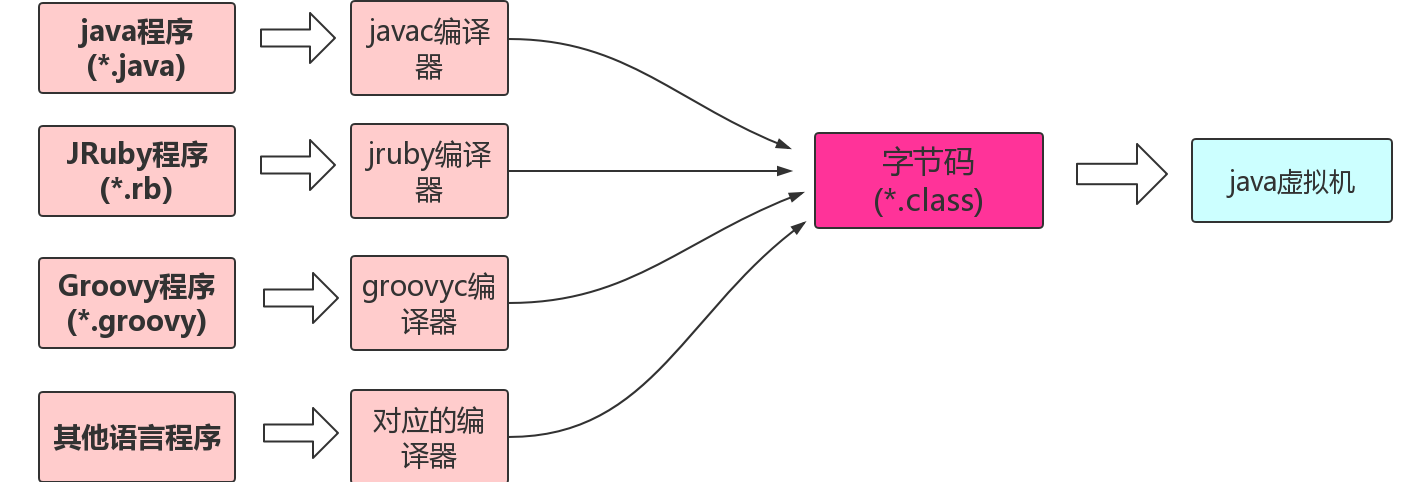 java程序
(*.java)
javac编译
器
JRuby程序
(*.rb)
jruby编译
器
Groovy程序
(*.groovy)
groovyc编
译器
其他语言程序
对应的编
译器
字节码
(*.class)
java虚拟机